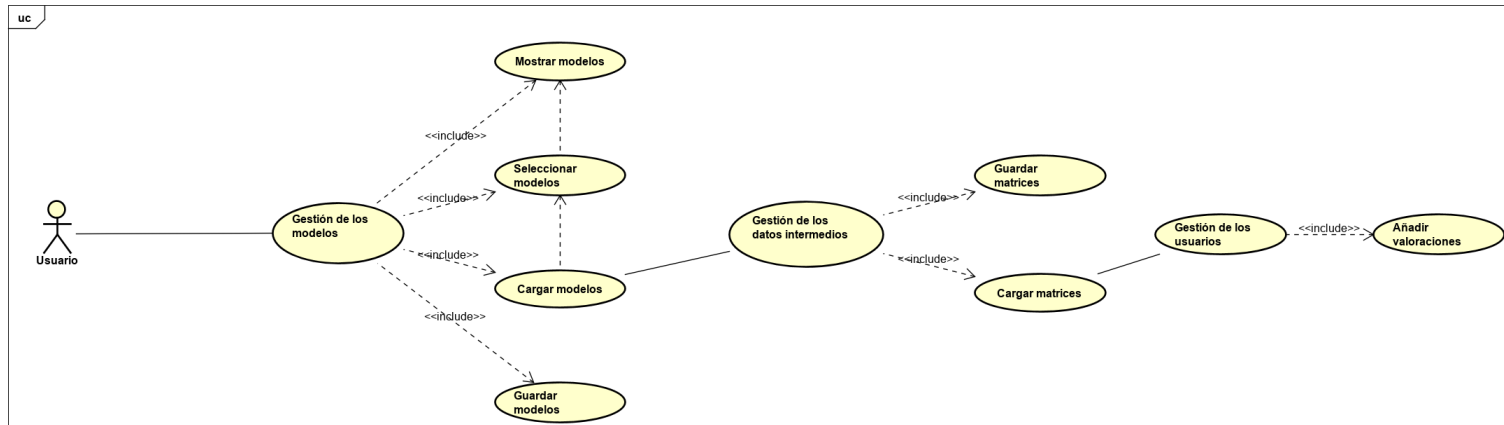 uc
Mostrar modelos
<<include>>
Seleccionar
modelos
<<include>>
Gestión de los
modelos
Usuario
<<include>>
Cargar modelos
<<include>>
Guardar
modelos
Gestión de los
datos intermedios
<<include>>
Guardar
matrices
<<include>>
Cargar matrices
Gestión de los
usuarios
<<include>>
Añadir
valoraciones